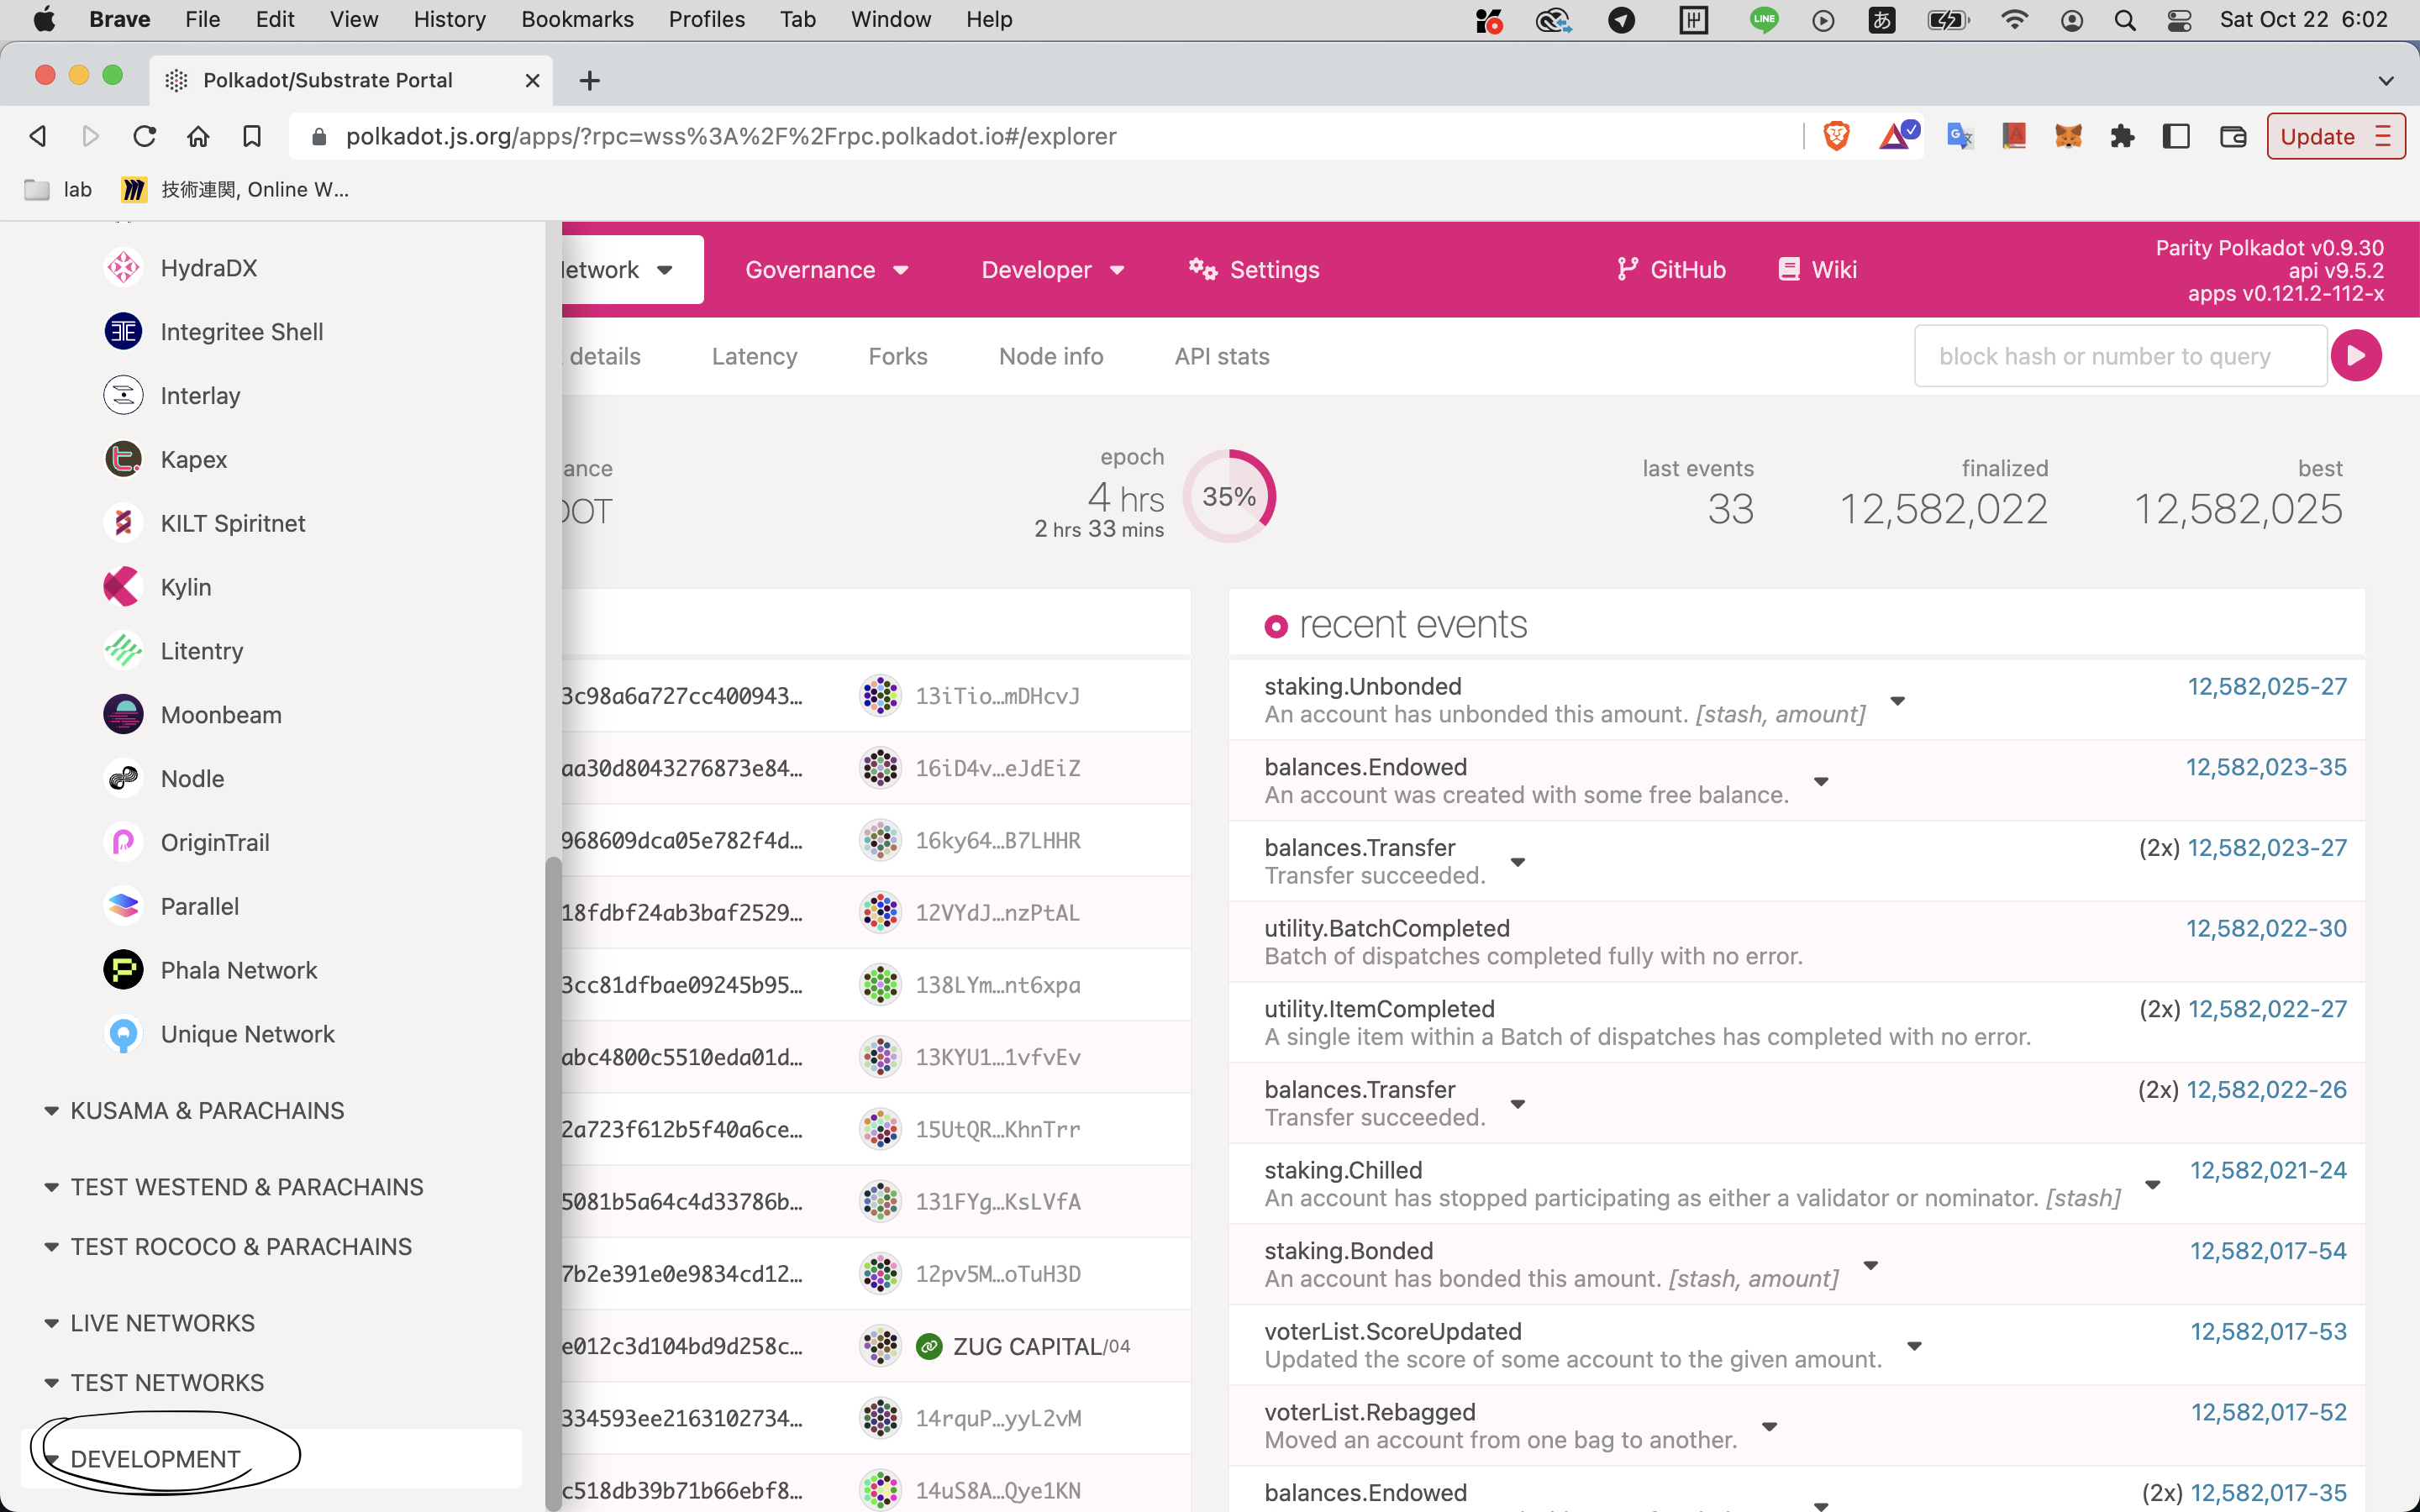 Brave File Edit View History Bookmarks Profiles Tab Window Help LINE あ Sat Oct 22 6:02
Polkadot/Substrate Portal
polkadot.js.org/apps/?rpc=wss%3A%2F%2Frpc.polkadot.io#/explorer Update
lab 技術連関, Online W...
HydraDX
Integritee Shell
Interlay
Kapex
KILT Spiritnet
Kylin
Litentry
Moonbeam
Nodle
OriginTrail
Parallel
Phala Network
Unique Network
KUSAMA & PARACHAINS
TEST WESTEND & PARACHAINS
TEST ROCOCO & PARACHAINS
LIVE NETWORKS
TEST NETWORKS
DEVELOPMENT
etwork Governance Developer Settings GitHub Wiki
Parity Polkadot v0.9.30
api v9.5.2
apps v0.121.2-112-x
details Latency Forks Node info API stats block hash or number to query
ance
DOT
epoch
4 hrs
2 hrs 33 mins
35%
last events
33
finalized
12,582,022
best
12,582,025
3c98a6a727cc400943... 13iTio...mDHcvJ
aa30d8043276873e84... 16iD4v...eJdEiZ
968609dca05e782f4d... 16ky64...B7LHHR
18fdbf24ab3baf2529... 12VYdJ...nzPtAL
3cc81dfbae09245b95... 138LYm...nt6xpa
abc4800c5510eda01d... 13KYU1...1vfvEv
2a723f612b5f40a6ce... 15UtQR...KhnTrr
5081b5a64c4d33786b... 131FYg...KsLVfA
7b2e391e0e9834cd12... 12pv5M...oTuH3D
e012c3d104bd9d258c... ZUG CAPITAL/04
334593ee2163102734... 14rquP...yyL2vM
c518db39b71b66ebf8... 14uS8A...Qye1KN
recent events
staking.Unbonded 12,582,025-27
An account has unbonded this amount. [stash, amount]
balances.Endowed 12,582,023-35
An account was created with some free balance.
balances.Transfer (2x) 12,582,023-27
Transfer succeeded.
utility.BatchCompleted 12,582,022-30
Batch of dispatches completed fully with no error.
utility.ItemCompleted (2x) 12,582,022-27
A single item within a Batch of dispatches has completed with no error.
balances.Transfer (2x) 12,582,022-26
Transfer succeeded.
staking.Chilled 12,582,021-24
An account has stopped participating as either a validator or nominator. [stash]
staking.Bonded 12,582,017-54
An account has bonded this amount. [stash, amount]
voterList.ScoreUpdated 12,582,017-53
Updated the score of some account to the given amount.
voterList.Rebagged 12,582,017-52
Moved an account from one bag to another.
balances.Endowed (2x) 12,582,017-35